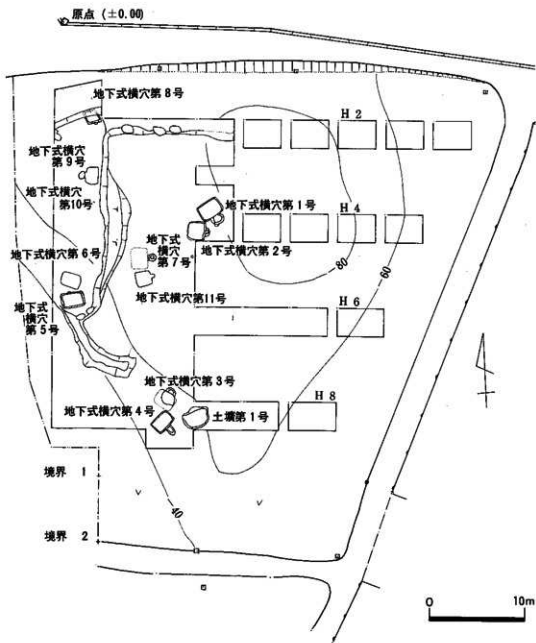 原点 (±0.00)
地下式横穴第8号
H 2
地下式横穴
第9号
地下式横穴
第10号
地下式横穴第1号
H 4
地下式横穴第2号
地下式
横穴
第7号
地下式横穴第6号
-80
-60
地下式横穴第11号
地下式
横穴
第5号
H 6
地下式横穴第3号
H 8
地下式横穴第4号
土壙第1号
境界 1
-40
境界 2
0
10m